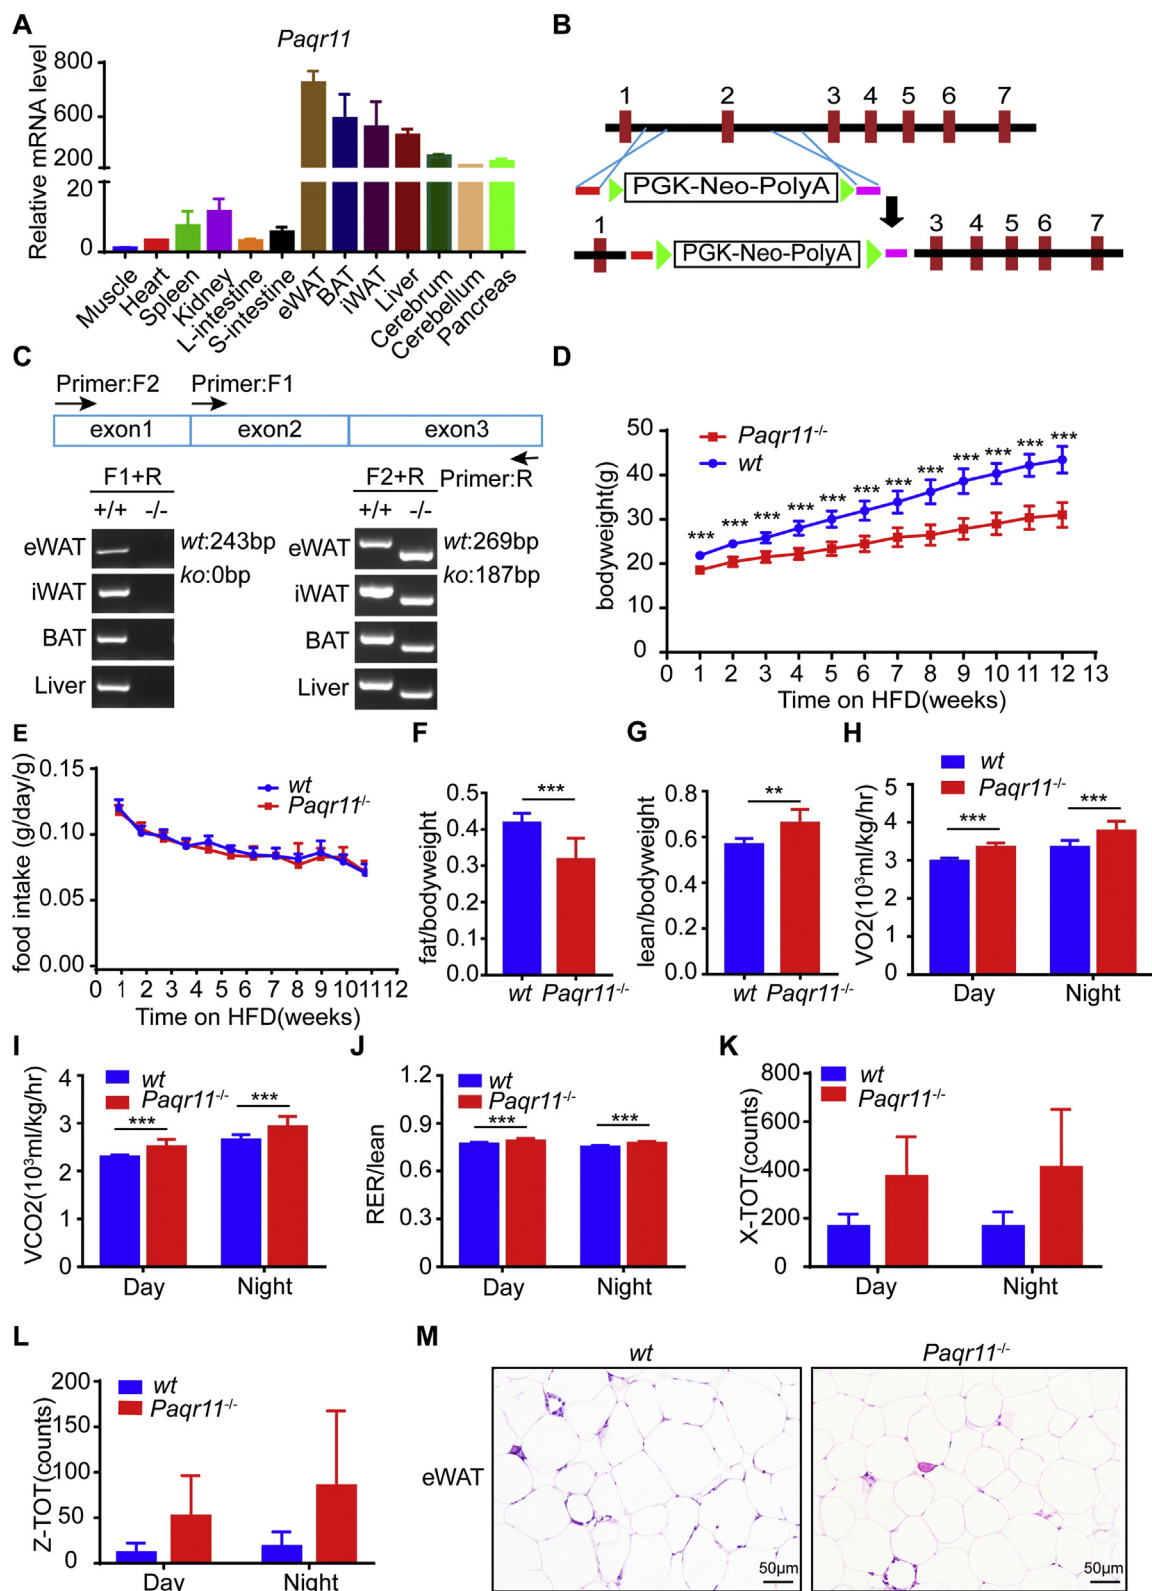 A
Paqr11
Relative mRNA level
800
600
200
20
0
Muscle
Heart
Spleen
Kidney
L-intestine
S-intestine
eWAT
BAT
iWAT
Liver
Cerebrum
Cerebellum
Pancreas
B
1 2 3 4 5 6 7
PGK-Neo-PolyA
1 PGK-Neo-PolyA 3 4 5 6 7
C
Primer:F2 Primer:F1
exon1 exon2 exon3
Primer:R
F1+R
+/+ -/-
eWAT
iWAT
BAT
Liver
wt:243bp
ko:0bp
F2+R
+/+ -/-
eWAT
iWAT
BAT
Liver
wt:269bp
ko:187bp
D
bodyweight(g)
50
40
30
20
10
0
Paqr11-/-
wt
*** *** *** *** *** *** *** *** *** *** *** ***
0 1 2 3 4 5 6 7 8 9 10 11 12 13
Time on HFD(weeks)
E
food intake (g/day/g)
0.15
0.10
0.05
0.00
wt
Paqr11-/-
0 1 2 3 4 5 6 7 8 9 10 11 12
Time on HFD(weeks)
F
fat/bodyweight
0.5
0.4
0.3
0.2
0.1
0.0
***
wt Paqr11-/-
G
lean/bodyweight
0.8
0.6
0.4
0.2
0.0
**
wt Paqr11-/-
H
wt
Paqr11-/-
VO2(10³ml/kg/hr)
5
4
3
2
1
0
*** ***
Day Night
I
VCO2(10³ml/kg/hr)
4
3
2
1
0
wt
Paqr11-/-
*** ***
Day Night
J
RER/lean
1.2
0.9
0.6
0.3
0
wt
Paqr11-/-
*** ***
Day Night
K
X-TOT(counts)
800
600
400
200
0
wt
Paqr11-/-
Day Night
L
Z-TOT(counts)
200
150
100
50
0
wt
Paqr11-/-
Day Night
M
wt Paqr11-/-
eWAT
50µm 50µm